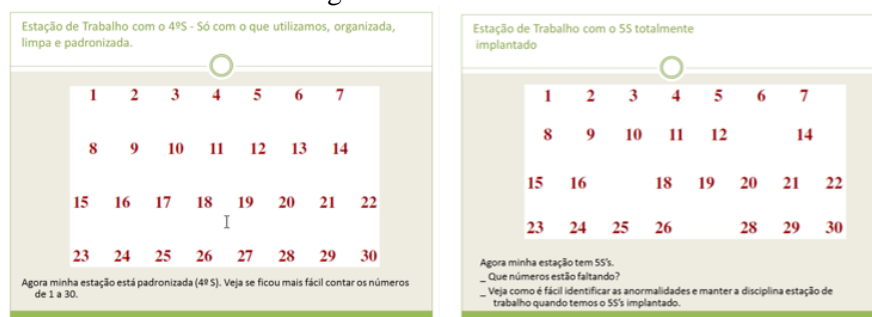 Estação de Trabalho com o 4ºS - Só com o que utilizamos, organizada,
limpa e padronizada.
1 2 3 4 5 6 7
8 9 10 11 12 13 14
15 16 17 18 19 20 21 22
23 24 25 26 27 28 29 30
Agora minha estação está padronizada (4º S). Veja se ficou mais fácil contar os números
de 1 a 30.
Estação de Trabalho com o 5S totalmente
implantado
1 2 3 4 5 6 7
8 9 10 11 12 14
15 16 18 19 20 21 22
23 24 25 26 28 29 30
Agora minha estação tem 5S's.
_ Que números estão faltando?
_ Veja como é fácil identificar as anormalidades e manter a disciplina estação de
trabalho quando temos o 5S's implantado.